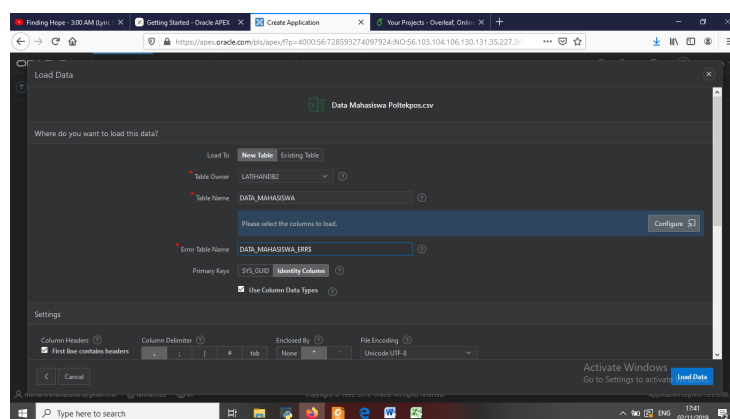 Finding Hope - 3:00 AM (Lyric
Getting Started - Oracle APEX
Create Application
Your Projects - Overleaf, Online
https://apex.oracle.com/pls/apex/f?p=4000:56:728593274097924::NO:56,103,104,106,130,131,35,227,30
Load Data
Data Mahasiswa Poltekpos.csv
Where do you want to load this data?
Load To New Table Existing Table
Table Owner LATIHANDB2
Table Name DATA_MAHASISWA
Please select the columns to load.
Configure
Error Table Name DATA_MAHASISWA_ERR$
Primary Keys SYS_GUID Identity Column
Use Column Data Types
Settings
Column Headers Column Delimiter Enclosed By File Encoding
First line contains headers , ; | # tab None " ' Unicode UTF-8
Activate Windows
Go to Settings to activate
Cancel Load Data
Type here to search
ENG
17:41
02/11/2019